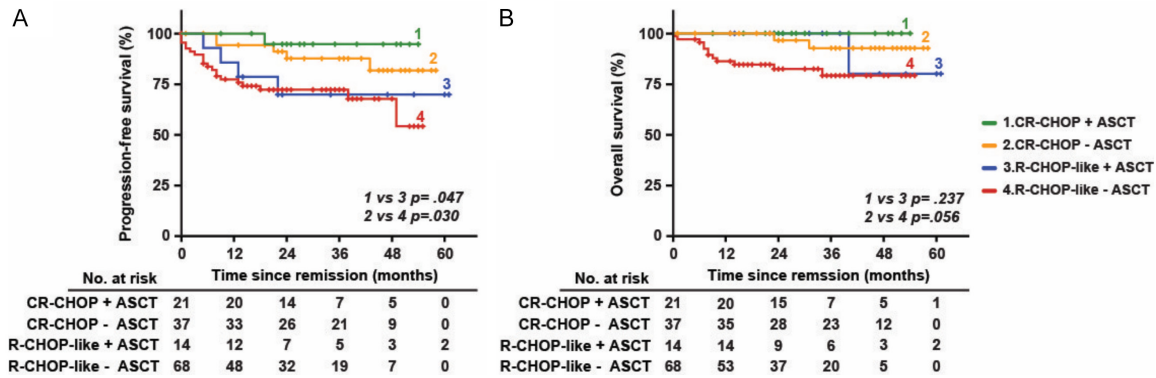 A
Progression-free survival (%)
100
75
50
25
0
1
2
3
4
1 vs 3 p= .047
2 vs 4 p=.030
0 12 24 36 48 60
No. at risk Time since remission (months)
CR-CHOP + ASCT 21 20 14 7 5 0
CR-CHOP - ASCT 37 33 26 21 9 0
R-CHOP-like + ASCT 14 12 7 5 3 2
R-CHOP-like - ASCT 68 48 32 19 7 0
B
Overall survival (%)
100
75
50
25
0
1
2
4 3
1 vs 3 p= .237
2 vs 4 p=.056
0 12 24 36 48 60
No. at risk Time since remssion (months)
CR-CHOP + ASCT 21 20 15 7 5 1
CR-CHOP - ASCT 37 35 28 23 12 0
R-CHOP-like + ASCT 14 14 9 6 3 2
R-CHOP-like - ASCT 68 53 37 20 5 0
1.CR-CHOP + ASCT
2.CR-CHOP - ASCT
3.R-CHOP-like + ASCT
4.R-CHOP-like - ASCT